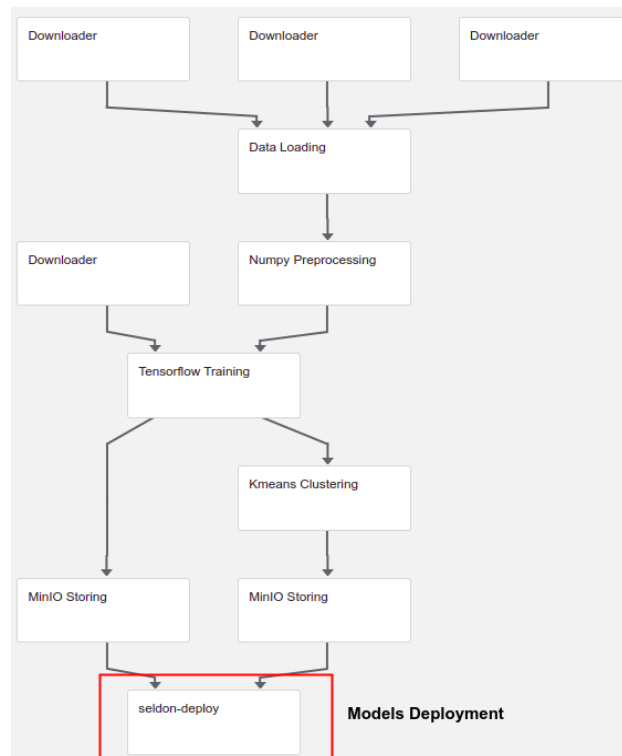 Downloader
Downloader
Downloader
Data Loading
Downloader
Numpy Preprocessing
Tensorflow Training
Kmeans Clustering
MinIO Storing
MinIO Storing
seldon-deploy
Models Deployment